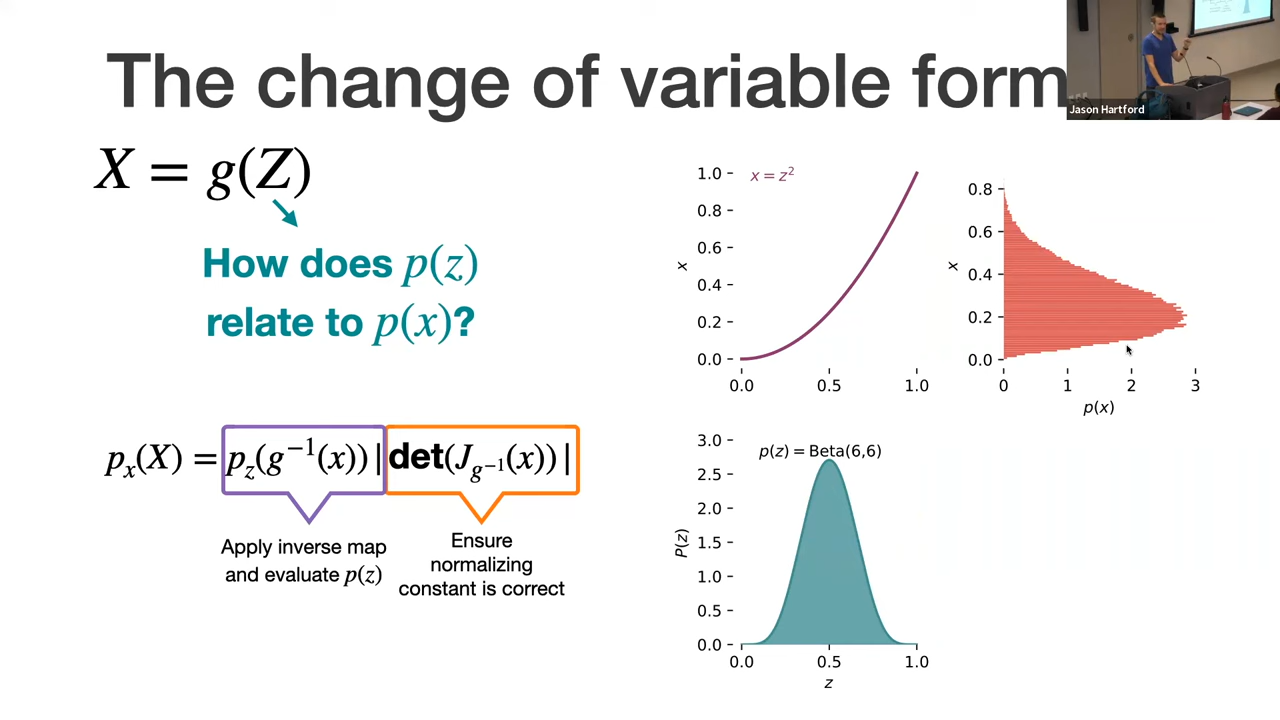 The change of variable form
Jason Hartford
X = g(Z)
How does p(z)
relate to p(x)?
pₓ(X) = p_z(g⁻¹(x)) | det(J_{g⁻¹}(x)) |
Apply inverse map
and evaluate p(z)
Ensure
normalizing
constant is correct
x = z²
1.0
0.8
0.6
0.4
0.2
0.0
x
0.0 0.5 1.0
0.8
0.6
0.4
0.2
0.0
x
0 1 2 3
p(x)
p(z) = Beta(6,6)
3.0
2.5
2.0
1.5
1.0
0.5
0.0
P(z)
0.0 0.5 1.0
z